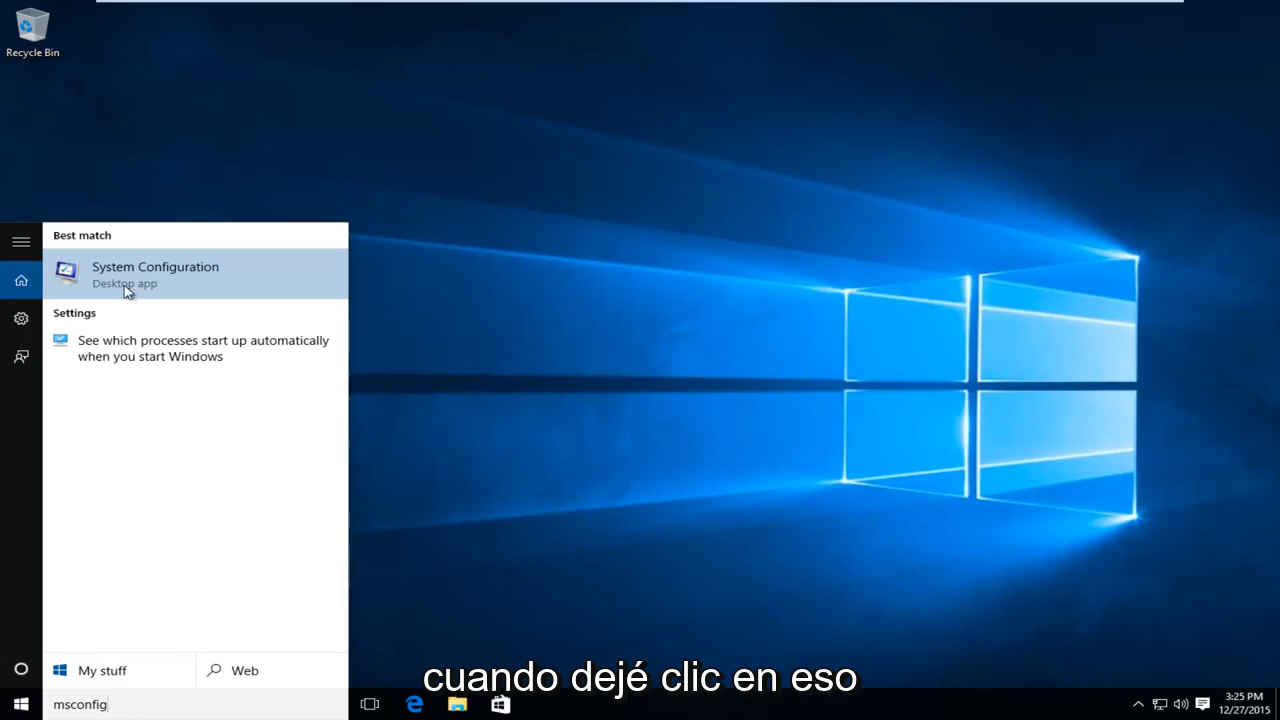 Recycle Bin
Best match
System Configuration
Desktop app
Settings
See which processes start up automatically
when you start Windows
My stuff
Web
cuando dejé clic en eso
msconfig
3:25 PM
12/27/2015